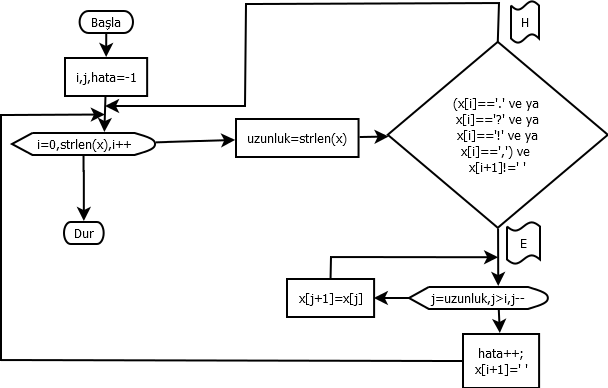 Başla
H
i,j,hata=-1
(x[i]=='.' ve ya
x[i]=='?' ve ya
x[i]=='!' ve ya
x[i]==',') ve
x[i+1]!=' '
i=0,strlen(x),i++
uzunluk=strlen(x)
Dur
E
x[j+1]=x[j]
j=uzunluk,j>i,j--
hata++;
x[i+1]=' '